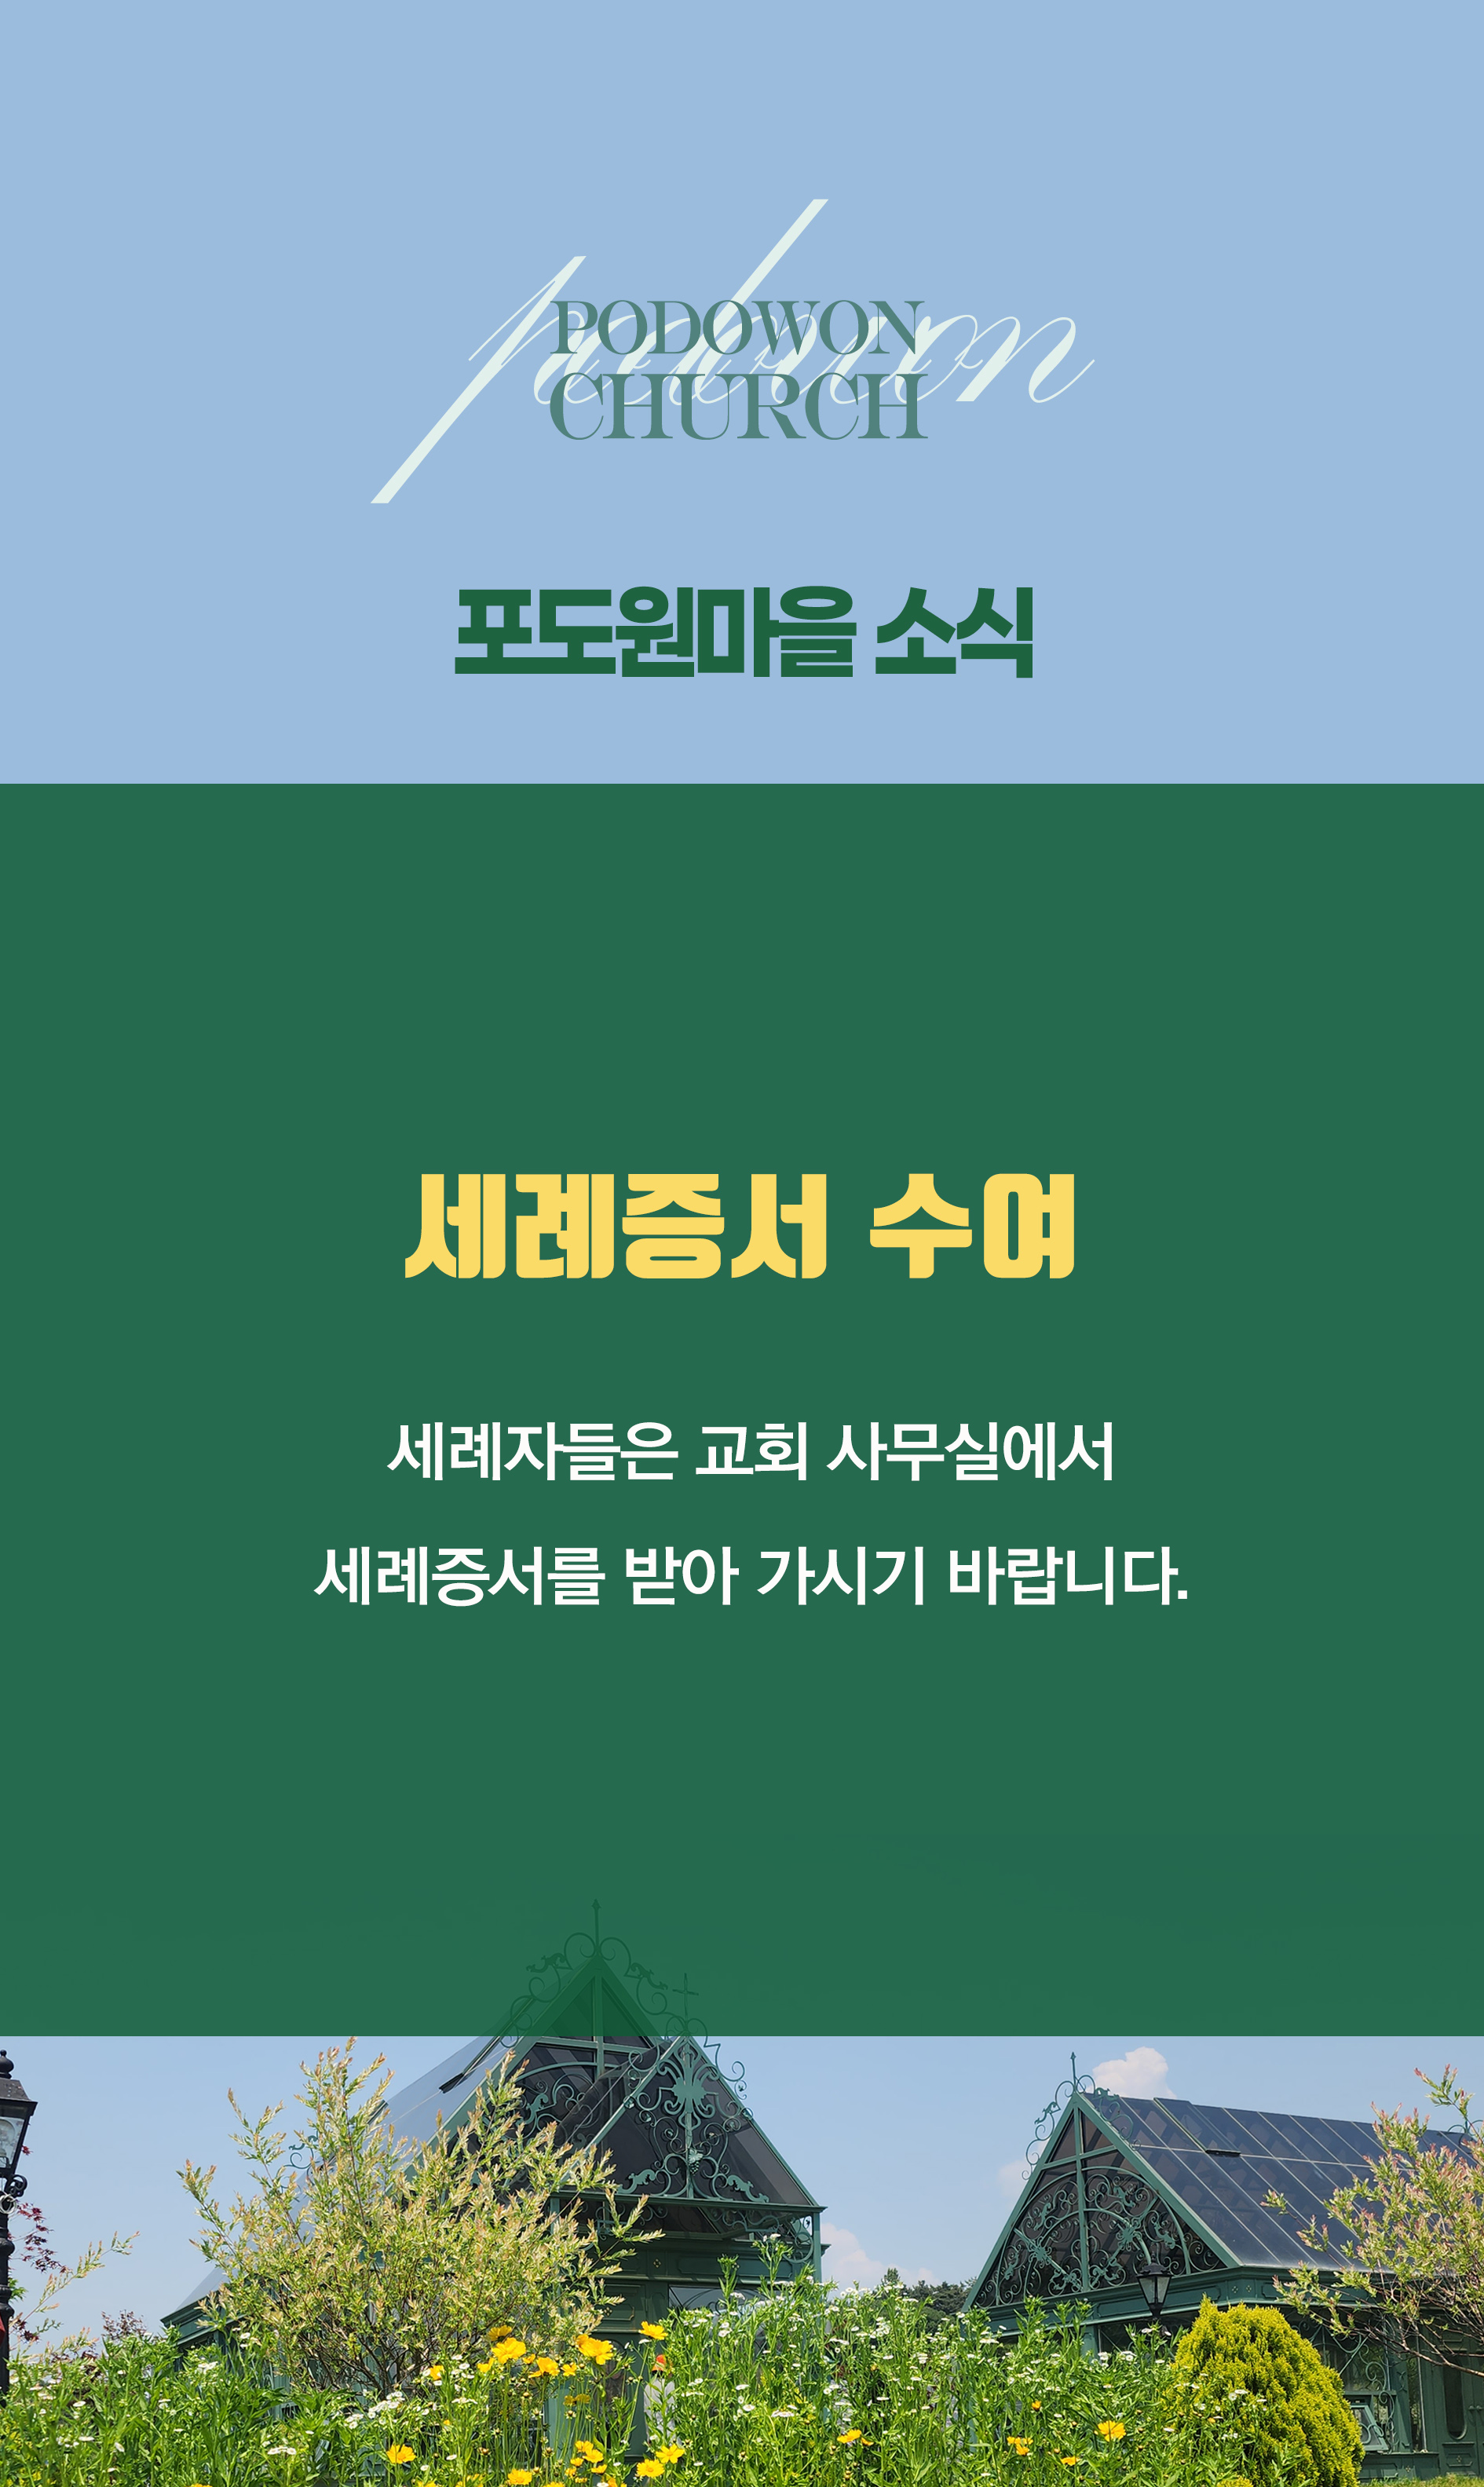 podowon
PODOWON
CHURCH
포도원마을 소식
세례증서 수여
세례자들은 교회 사무실에서
세례증서를 받아 가시기 바랍니다.